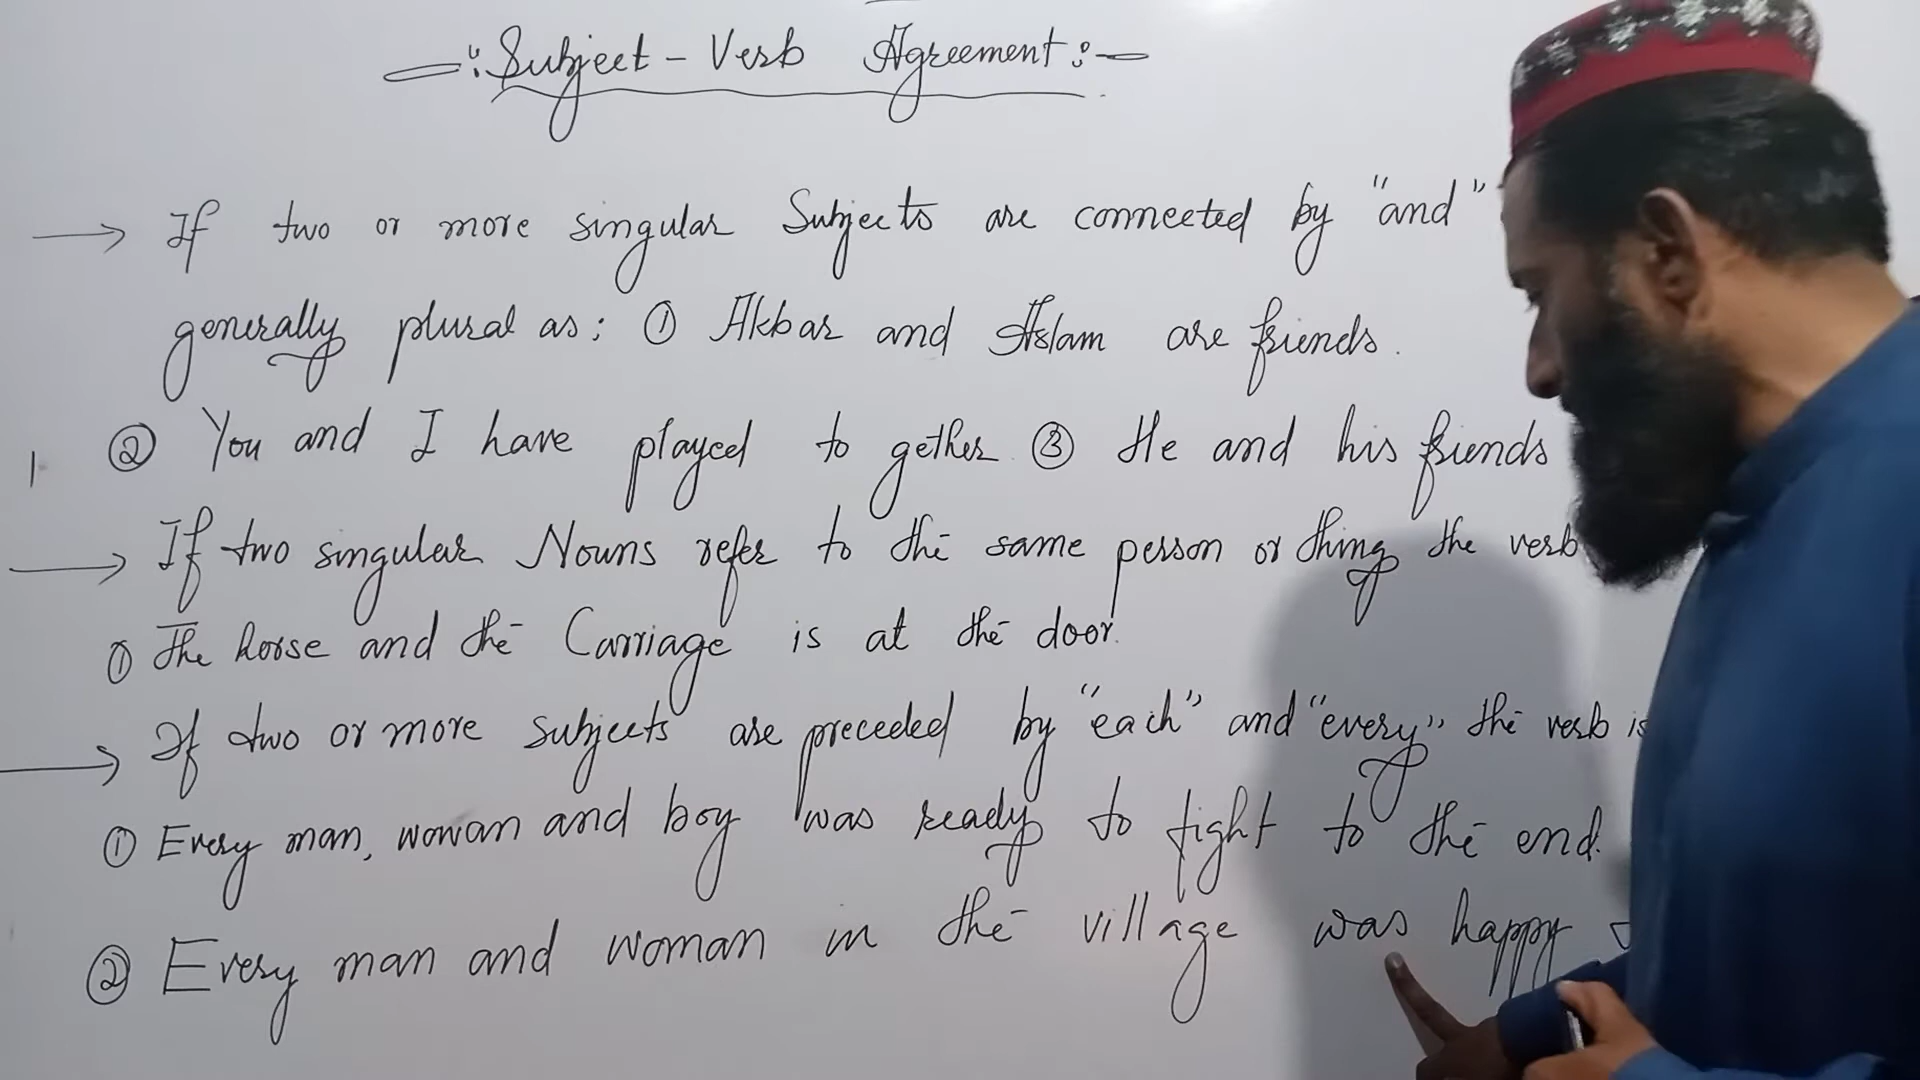 Subject - Verb Agreement :-
If two or more singular Subjects are connected by "and"
generally plural as: ① Akbar and Aslam are friends.
② You and I have played to gether ③ He and his friends
If two singular Nouns refer to the same person or thing the verb
① The horse and the Carriage is at the door.
If two or more subjects are preceded by "each" and "every" the verb is
① Every man, woman and boy was ready to fight to the end.
② Every man and woman in the village was happy